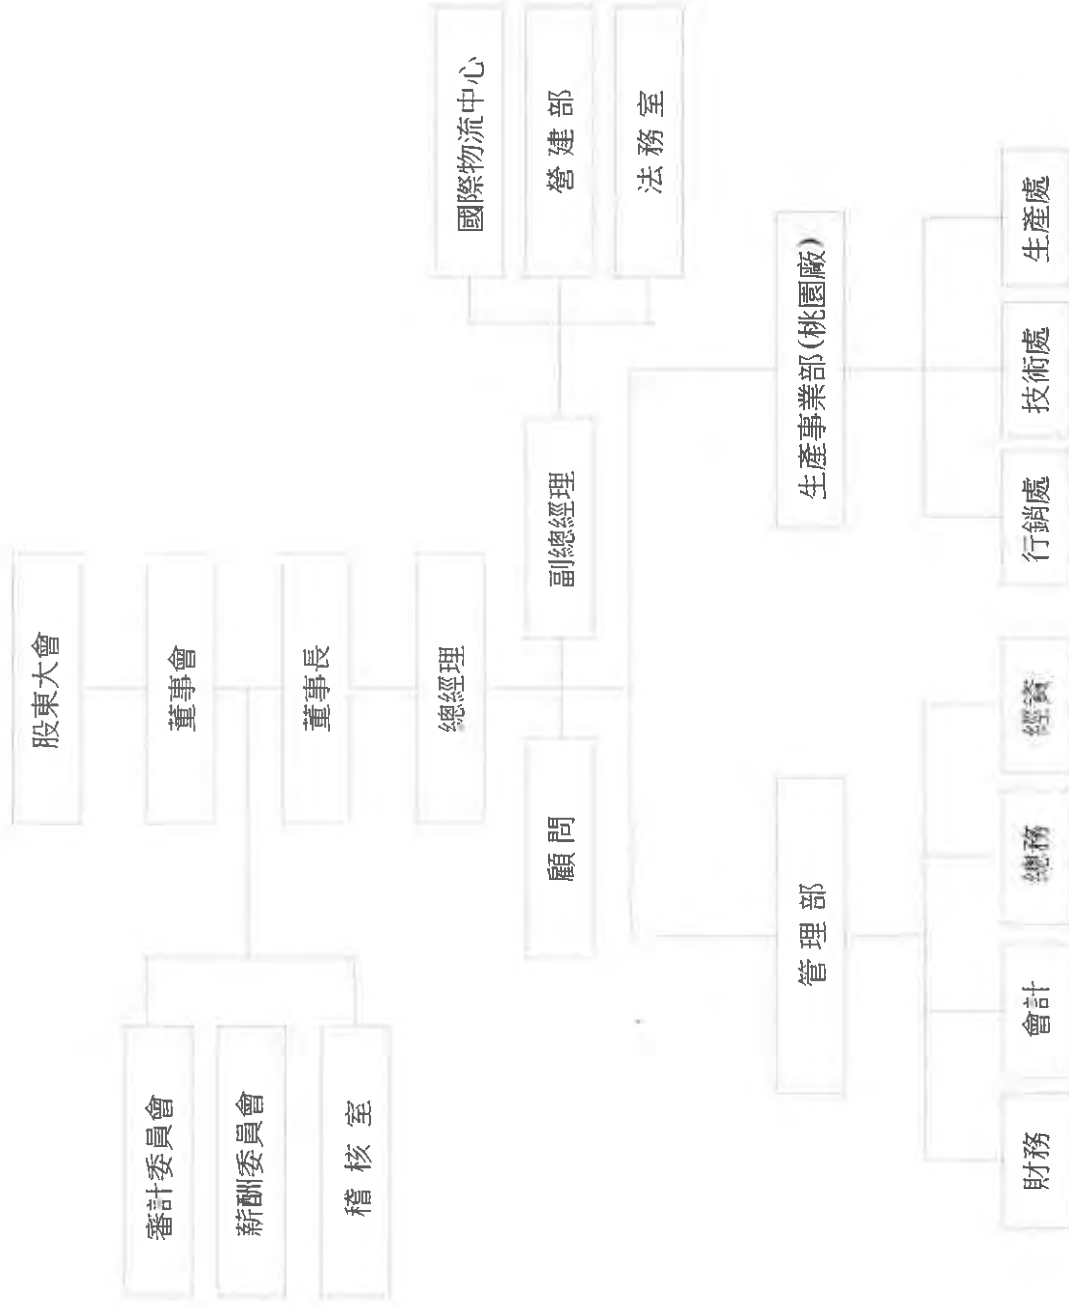 股東大會
董事會
審計委員會
薪酬委員會
稽核室
董事長
總經理
顧問
副總經理
國際物流中心
營建部
法務室
管理部
生產事業部(桃園廠)
財務
會計
總務
經資
行銷處
技術處
生產處